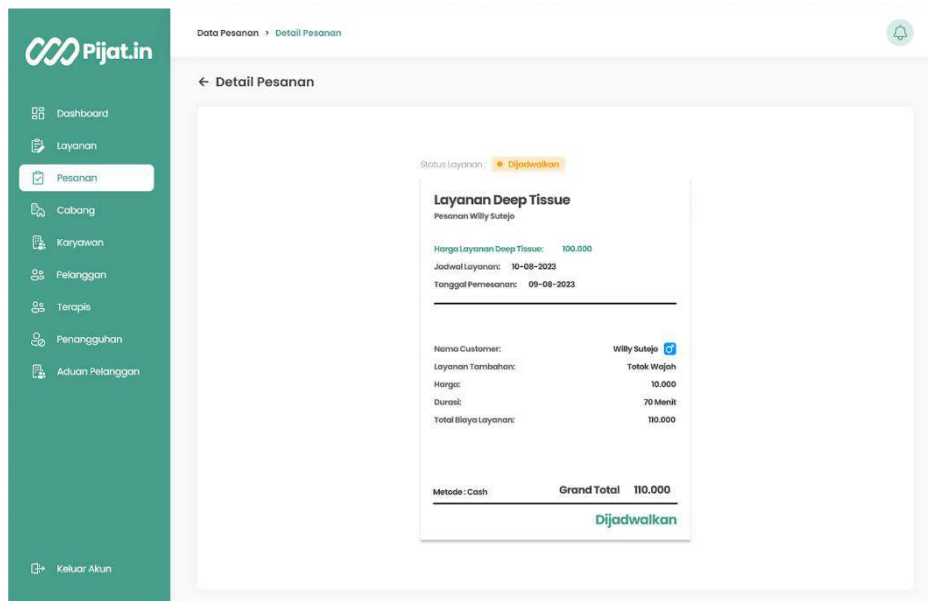 Pijat.in
Data Pesanan > Detail Pesanan
← Detail Pesanan
Dashboard
Layanan
Pesanan
Cabang
Karyawan
Pelanggan
Terapis
Penangguhan
Aduan Pelanggan
Keluar Akun
Status Layanan : Dijadwalkan
Layanan Deep Tissue
Pesanan Willy Sutejo
Harga Layanan Deep Tissue: 100.000
Jadwal Layanan: 10-08-2023
Tanggal Pemesanan: 09-08-2023
Nama Customer: Willy Sutejo
Layanan Tambahan: Totok Wajah
Harga: 10.000
Durasi: 70 Menit
Total Biaya Layanan: 110.000
Metode : Cash Grand Total 110.000
Dijadwalkan